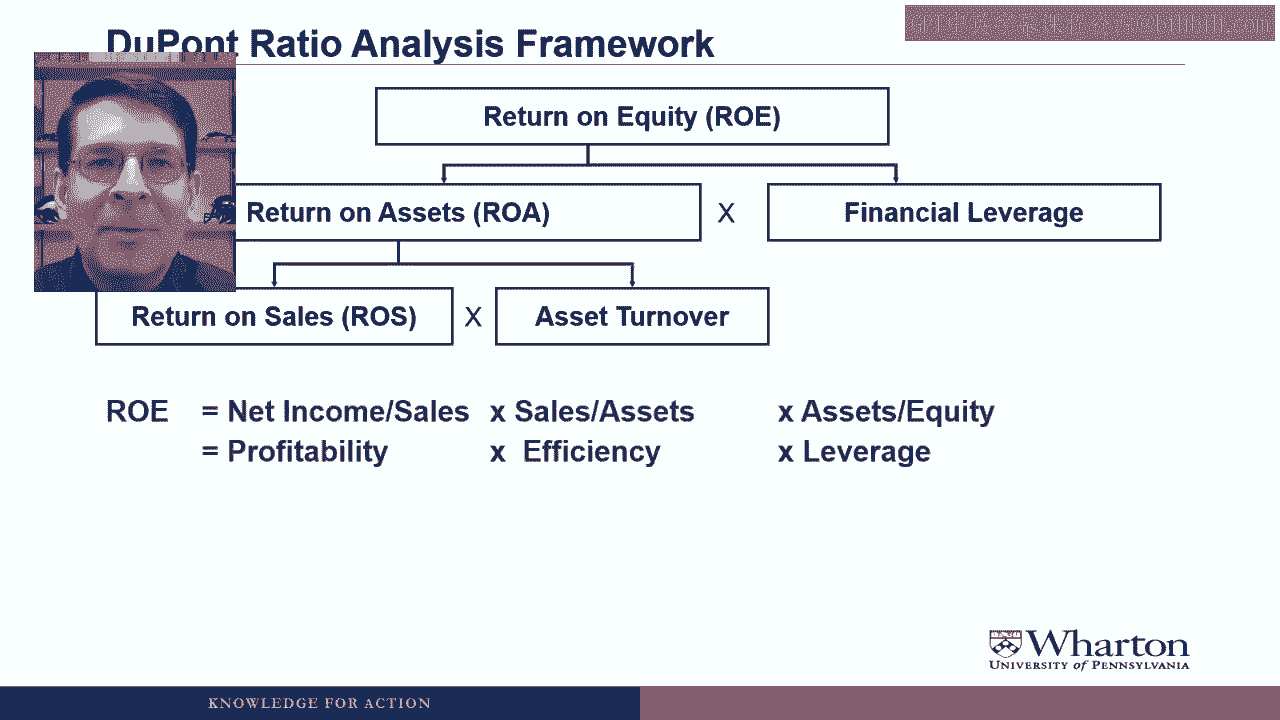 DuPont Ratio Analysis Framework
Return on Equity (ROE)
Return on Assets (ROA) X Financial Leverage
Return on Sales (ROS) X Asset Turnover
ROE = Net Income/Sales x Sales/Assets x Assets/Equity
= Profitability x Efficiency x Leverage
Wharton
UNIVERSITY of PENNSYLVANIA
KNOWLEDGE FOR ACTION